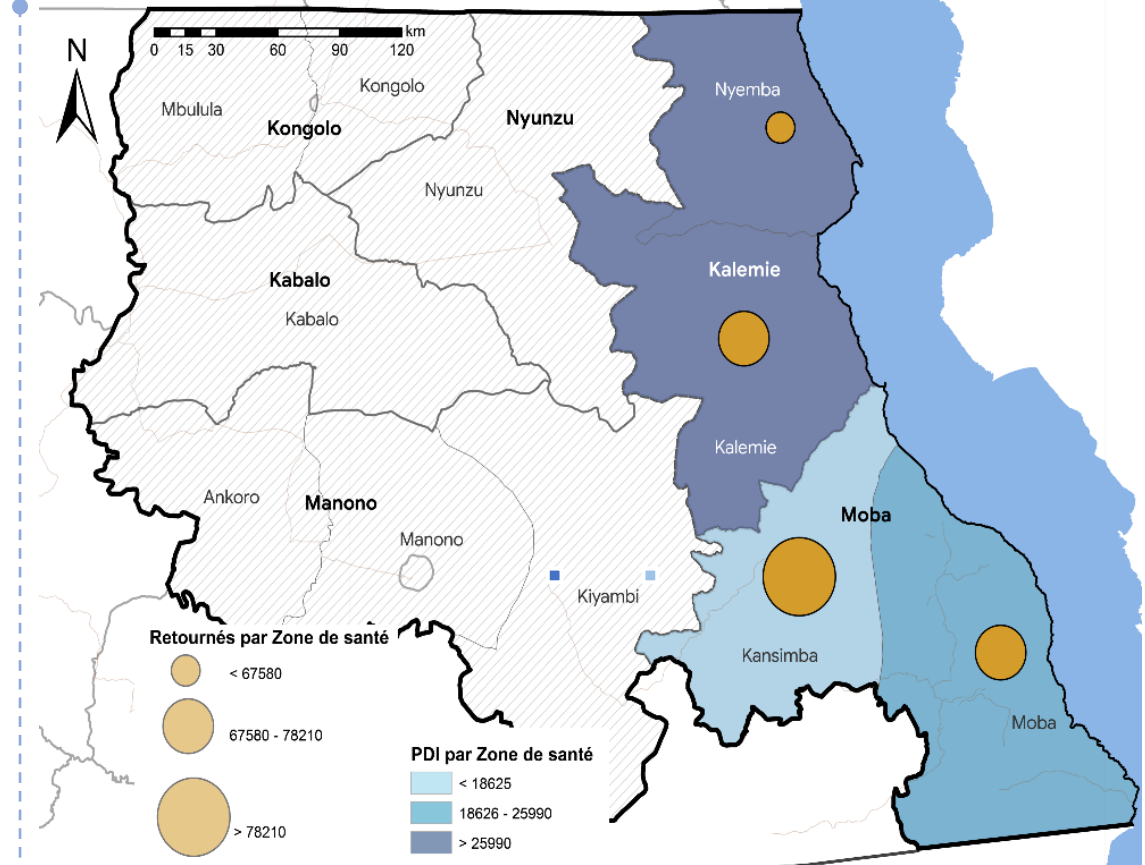 N
km
0 15 30 60 90 120
Nyemba
Kongolo
Mbulula
Nyunzu
Kongolo
Nyunzu
Kalemie
Kabalo
Kabalo
Kalemie
Ankoro
Manono
Moba
Manono
Kiyambi
Kansimba
Moba
Retournés par Zone de santé
< 67580
67580 - 78210
> 78210
PDI par Zone de santé
< 18625
18626 - 25990
> 25990